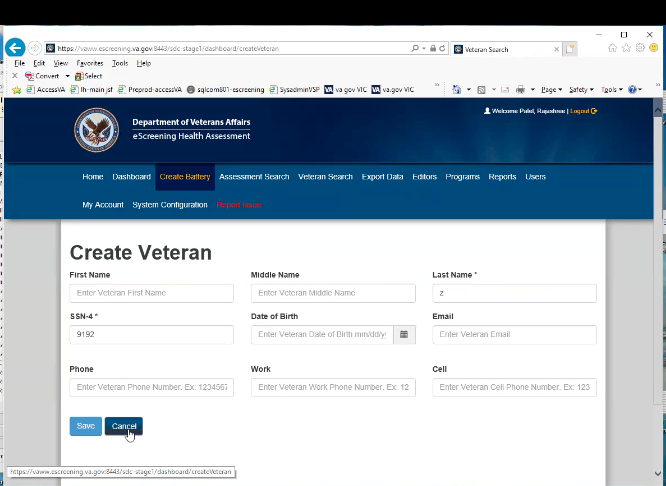 https://vaww.escreening.va.gov:8443/sdc-stage1/dashboard/createVeteran
Veteran Search
File Edit View Favorites Tools Help
Convert Select
AccessVA lh-main.jsf Preprod-accessVA sqlcom801-escreening SysadminVSP va gov VIC va gov VIC
Page Safety Tools
Department of Veterans Affairs
eScreening Health Assessment
Welcome Patid, Rajashree | Logout
Home Dashboard Create Battery Assessment Search Veteran Search Export Data Editors Programs Reports Users
My Account System Configuration Report Issue
Create Veteran
First Name Middle Name Last Name *
Enter Veteran First Name Enter Veteran Middle Name z
SSN-4 * Date of Birth Email
9192 Enter Veteran Date of Birth mm/dd/y Enter Veteran Email
Phone Work Cell
Enter Veteran Phone Number. Ex: 1234567 Enter Veteran Work Phone Number. Ex: 12 Enter Veteran Cell Phone Number. Ex: 123
Save Cancel
https://vaww.escreening.va.gov:8443/sdc-stage1/dashboard/createVeteran